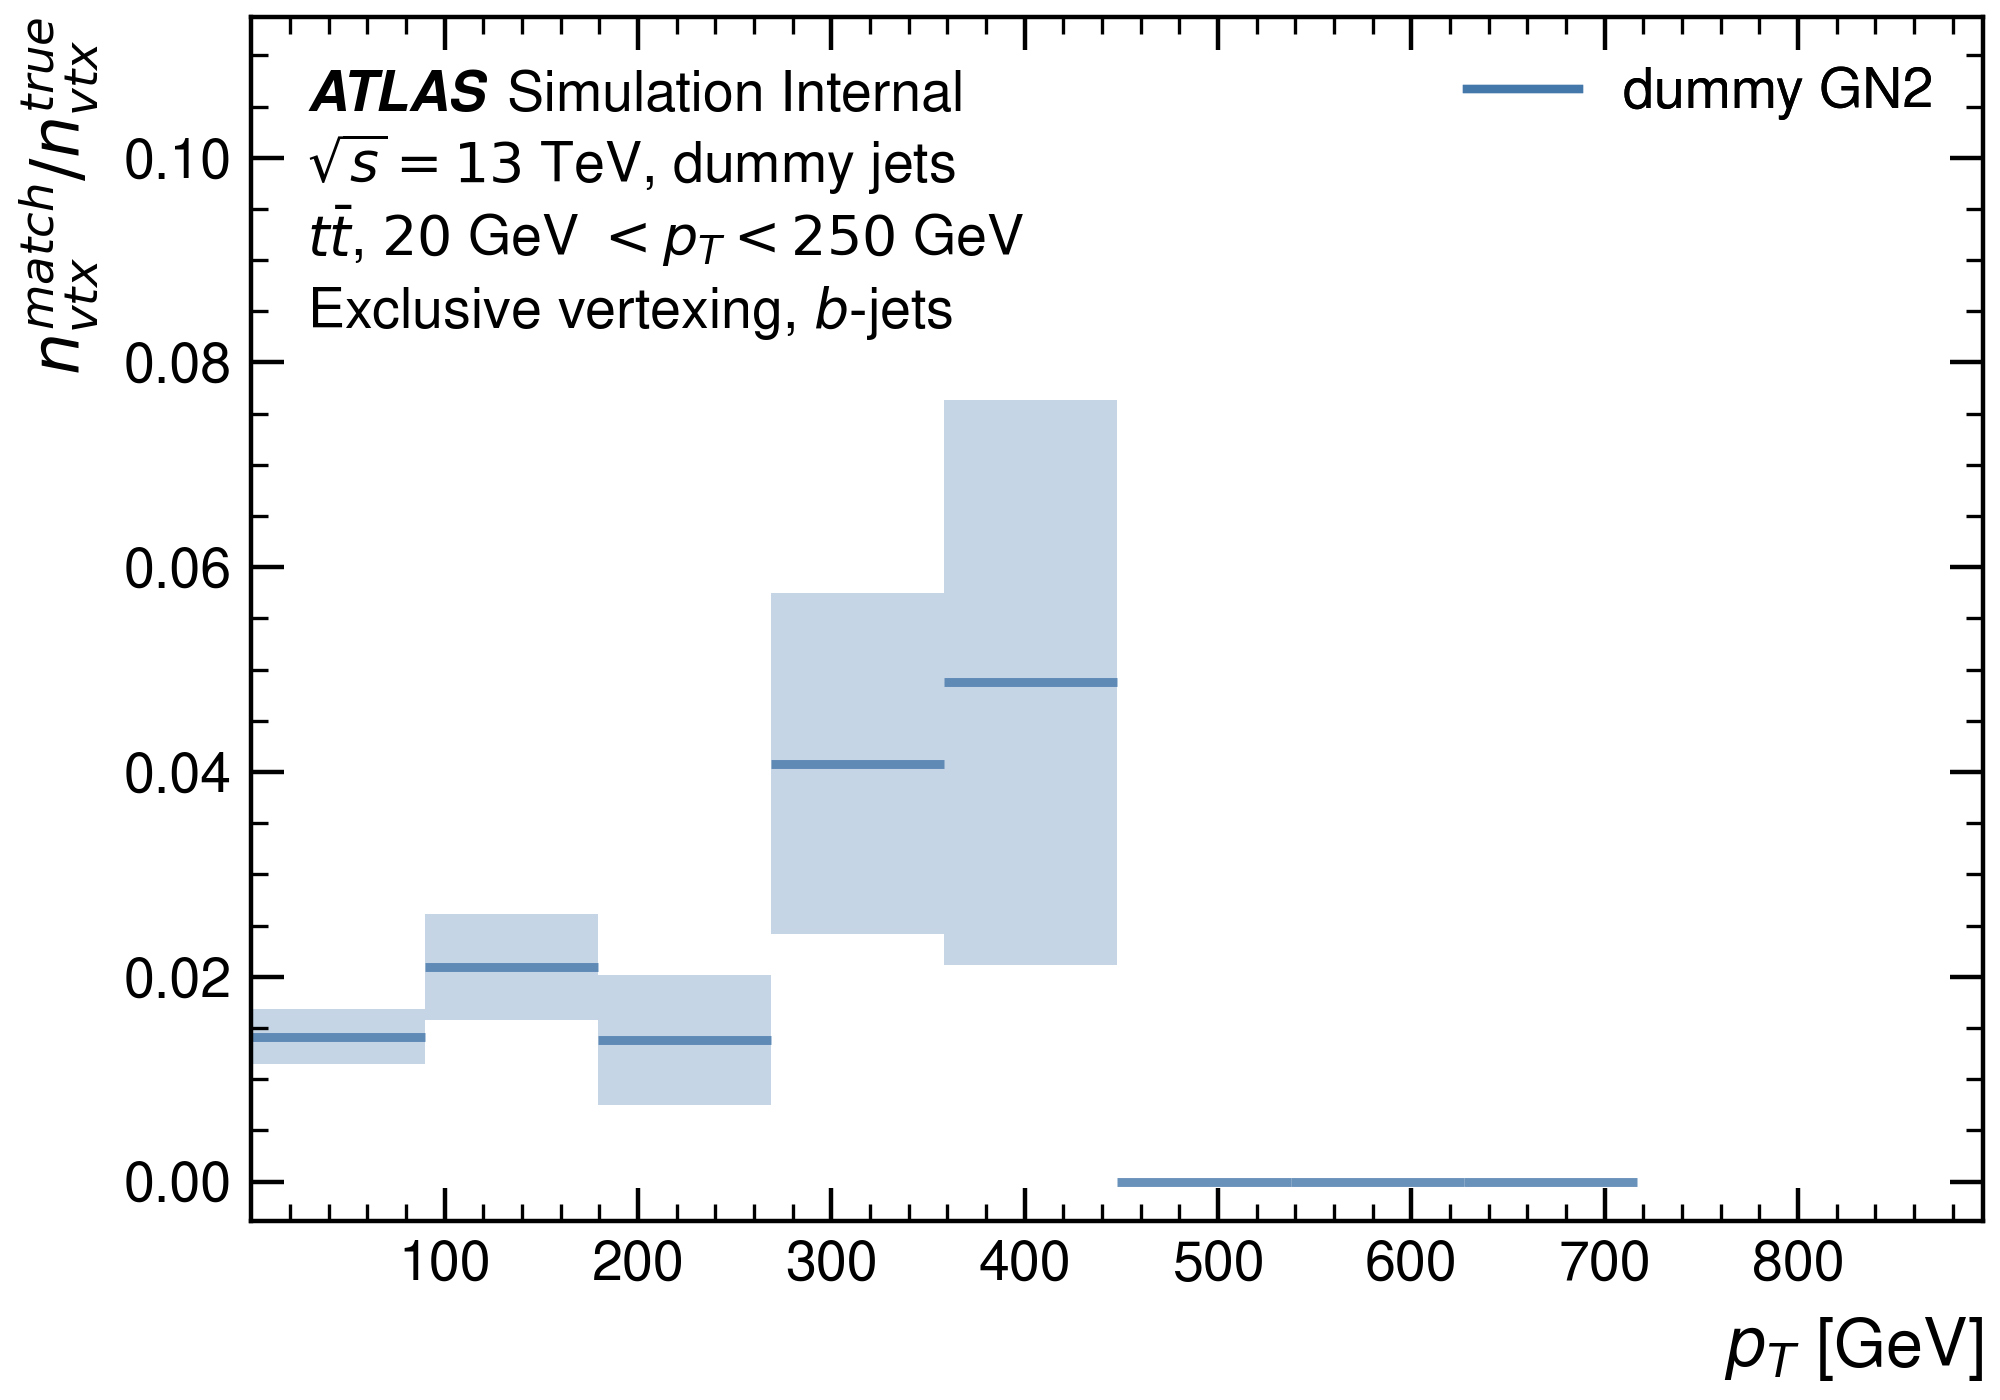 ATLAS Simulation Internal
√s = 13 TeV, dummy jets
tt̄, 20 GeV < p_T < 250 GeV
Exclusive vertexing, b-jets
dummy GN2
n_vtx^match/n_vtx^true
0.10
0.08
0.06
0.04
0.02
0.00
100 200 300 400 500 600 700 800
p_T [GeV]